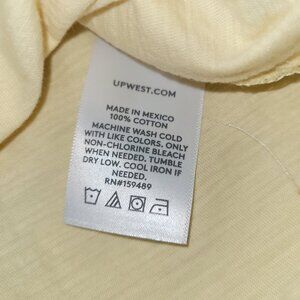 UPWEST.COM
MADE IN MEXICO
100% COTTON
MACHINE WASH COLD
WITH LIKE COLORS. ONLY
NON-CHLORINE BLEACH
WHEN NEEDED. TUMBLE
DRY LOW. COOL IRON IF
NEEDED.
RN#159489